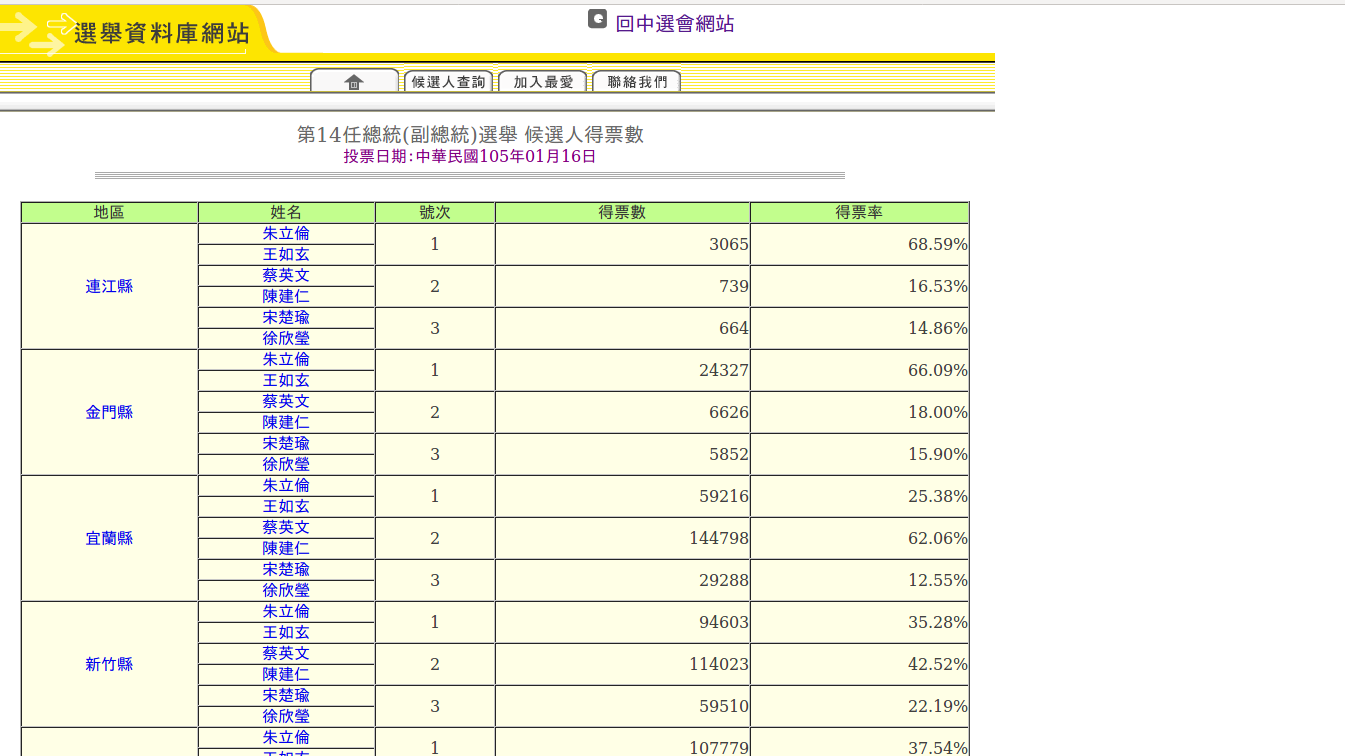 選舉資料庫網站
回中選會網站
候選人查詢 加入最愛 聯絡我們
第14任總統(副總統)選舉 候選人得票數
投票日期:中華民國105年01月16日
地區 姓名 號次 得票數 得票率
連江縣
朱立倫
王如玄
1 3065 68.59%
蔡英文
陳建仁
2 739 16.53%
宋楚瑜
徐欣瑩
3 664 14.86%
金門縣
朱立倫
王如玄
1 24327 66.09%
蔡英文
陳建仁
2 6626 18.00%
宋楚瑜
徐欣瑩
3 5852 15.90%
宜蘭縣
朱立倫
王如玄
1 59216 25.38%
蔡英文
陳建仁
2 144798 62.06%
宋楚瑜
徐欣瑩
3 29288 12.55%
新竹縣
朱立倫
王如玄
1 94603 35.28%
蔡英文
陳建仁
2 114023 42.52%
宋楚瑜
徐欣瑩
3 59510 22.19%
朱立倫
1 107779 37.54%